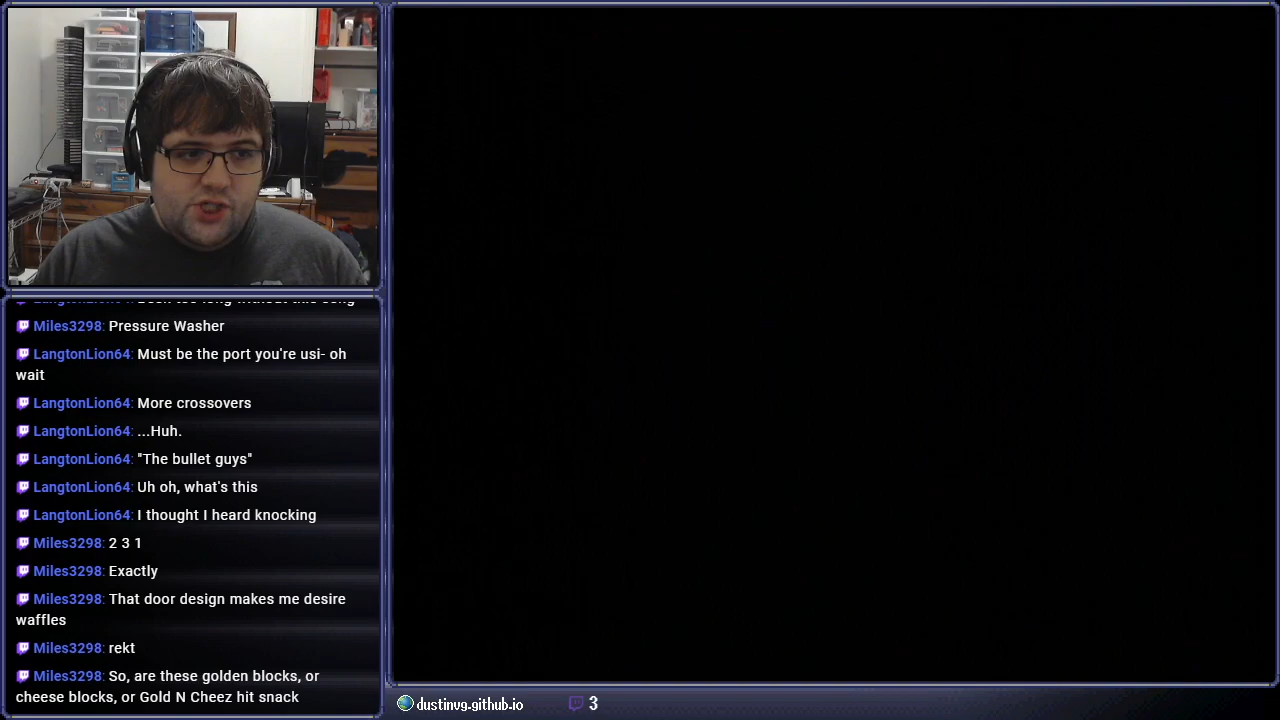 Miles3298: Pressure Washer
LangtonLion64: Must be the port you're usi- oh
wait
LangtonLion64: More crossovers
LangtonLion64: ...Huh.
LangtonLion64: "The bullet guys"
LangtonLion64: Uh oh, what's this
LangtonLion64: I thought I heard knocking
Miles3298: 2 3 1
Miles3298: Exactly
Miles3298: That door design makes me desire
waffles
Miles3298: rekt
Miles3298: So, are these golden blocks, or
cheese blocks, or Gold N Cheez hit snack
dustinvg.github.io
3